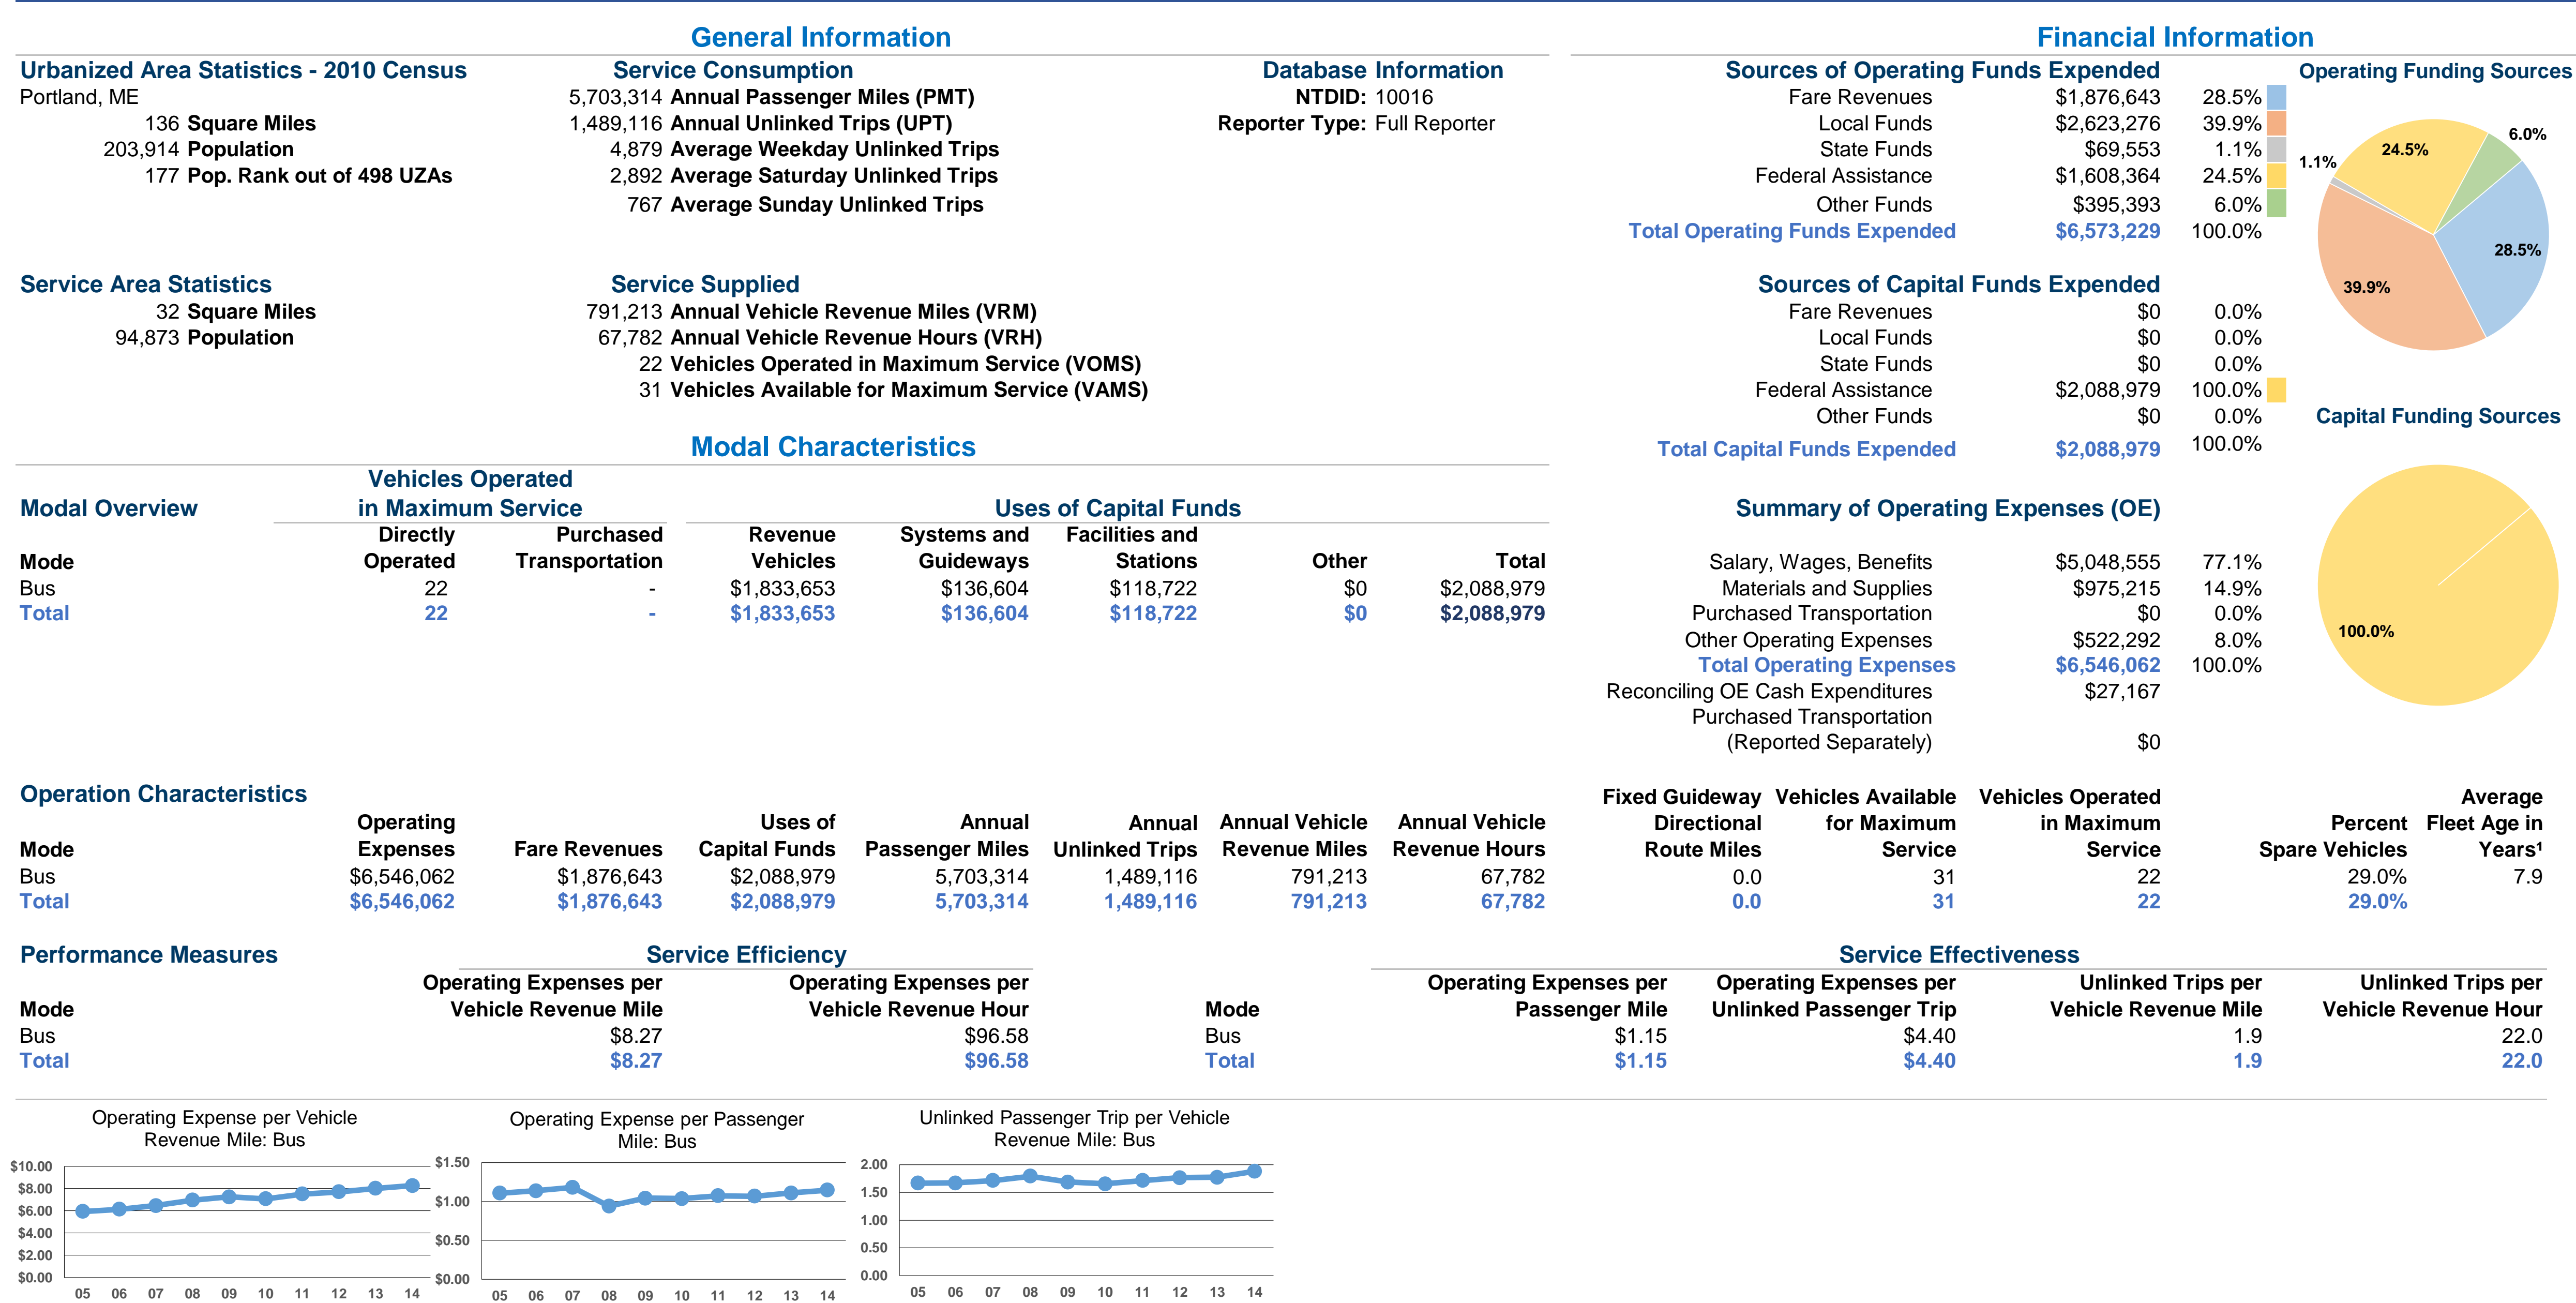 General Information
Urbanized Area Statistics - 2010 Census
Portland, ME
136 Square Miles
203,914 Population
177 Pop. Rank out of 498 UZAs
Service Consumption
5,703,314 Annual Passenger Miles (PMT)
1,489,116 Annual Unlinked Trips (UPT)
4,879 Average Weekday Unlinked Trips
2,892 Average Saturday Unlinked Trips
767 Average Sunday Unlinked Trips
Database Information
NTDID: 10016
Reporter Type: Full Reporter
Service Area Statistics
32 Square Miles
94,873 Population
Service Supplied
791,213 Annual Vehicle Revenue Miles (VRM)
67,782 Annual Vehicle Revenue Hours (VRH)
22 Vehicles Operated in Maximum Service (VOMS)
31 Vehicles Available for Maximum Service (VAMS)
Financial Information
Sources of Operating Funds Expended
Fare Revenues $1,876,643 28.5%
Local Funds $2,623,276 39.9%
State Funds $69,553 1.1%
Federal Assistance $1,608,364 24.5%
Other Funds $395,393 6.0%
Total Operating Funds Expended $6,573,229 100.0%
Operating Funding Sources
6.0%
24.5%
1.1%
28.5%
39.9%
Sources of Capital Funds Expended
Fare Revenues $0 0.0%
Local Funds $0 0.0%
State Funds $0 0.0%
Federal Assistance $2,088,979 100.0%
Other Funds $0 0.0%
Total Capital Funds Expended $2,088,979 100.0%
Capital Funding Sources
100.0%
Modal Characteristics
Modal Overview
Vehicles Operated
in Maximum Service
Uses of Capital Funds
Directly Purchased Revenue Systems and Facilities and
Mode Operated Transportation Vehicles Guideways Stations Other Total
Bus 22 - $1,833,653 $136,604 $118,722 $0 $2,088,979
Total 22 - $1,833,653 $136,604 $118,722 $0 $2,088,979
Summary of Operating Expenses (OE)
Salary, Wages, Benefits $5,048,555 77.1%
Materials and Supplies $975,215 14.9%
Purchased Transportation $0 0.0%
Other Operating Expenses $522,292 8.0%
Total Operating Expenses $6,546,062 100.0%
Reconciling OE Cash Expenditures $27,167
Purchased Transportation
(Reported Separately) $0
Operation Characteristics
Fixed Guideway Vehicles Available Vehicles Operated Average
Operating Uses of Annual Annual Annual Vehicle Annual Vehicle Directional for Maximum in Maximum Percent Fleet Age in
Mode Expenses Fare Revenues Capital Funds Passenger Miles Unlinked Trips Revenue Miles Revenue Hours Route Miles Service Service Spare Vehicles Years¹
Bus $6,546,062 $1,876,643 $2,088,979 5,703,314 1,489,116 791,213 67,782 0.0 31 22 29.0% 7.9
Total $6,546,062 $1,876,643 $2,088,979 5,703,314 1,489,116 791,213 67,782 0.0 31 22 29.0%
Performance Measures
Service Efficiency
Operating Expenses per Operating Expenses per
Mode Vehicle Revenue Mile Vehicle Revenue Hour
Bus $8.27 $96.58
Total $8.27 $96.58
Service Effectiveness
Operating Expenses per Operating Expenses per Unlinked Trips per Unlinked Trips per
Mode Passenger Mile Unlinked Passenger Trip Vehicle Revenue Mile Vehicle Revenue Hour
Bus $1.15 $4.40 1.9 22.0
Total $1.15 $4.40 1.9 22.0
Operating Expense per Vehicle
Revenue Mile: Bus
$10.00
$8.00
$6.00
$4.00
$2.00
$0.00
05 06 07 08 09 10 11 12 13 14
Operating Expense per Passenger
Mile: Bus
$1.50
$1.00
$0.50
$0.00
05 06 07 08 09 10 11 12 13 14
Unlinked Passenger Trip per Vehicle
Revenue Mile: Bus
2.00
1.50
1.00
0.50
0.00
05 06 07 08 09 10 11 12 13 14